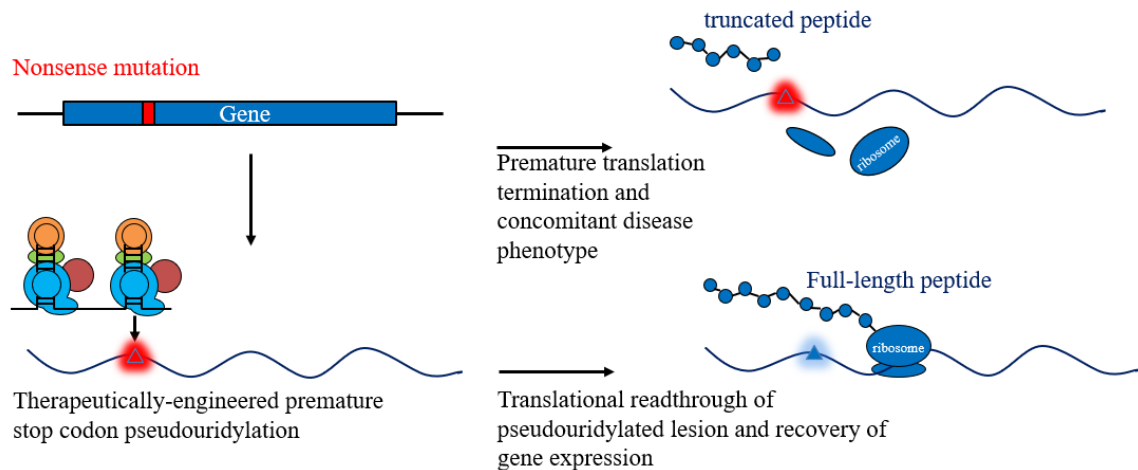 Nonsense mutation
Gene
truncated peptide
ribosome
Premature translation
termination and
concomitant disease
phenotype
Full-length peptide
ribosome
Therapeutically-engineered premature
stop codon pseudouridylation
Translational readthrough of
pseudouridylated lesion and recovery of
gene expression